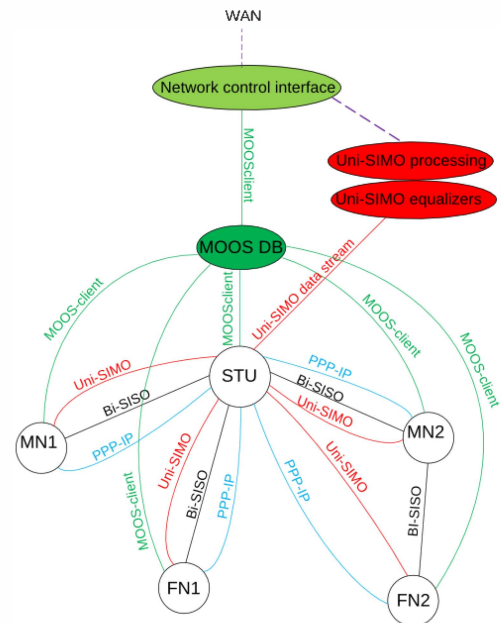 WAN
Network control interface
MOOSclient
Uni-SIMO processing
Uni-SIMO equalizers
MOOS DB
Uni-SIMO data stream
MOOS-client
MOOSclient
MOOS-client
MOOS-client
Uni-SIMO
STU
PPP-IP
Bi-SISO
Bi-SISO
Uni-SIMO
MN1
PPP-IP
MN2
Uni-SIMO
Bi-SISO
PPP-IP
PPP-IP
Uni-SIMO
MOOS-client
BI-SISO
FN1
FN2